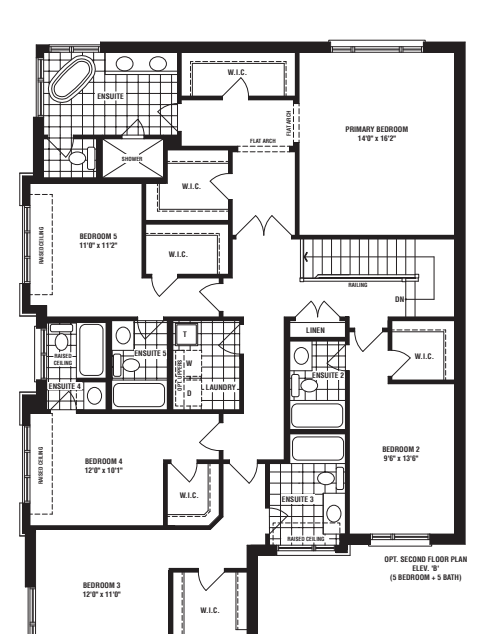 W.I.C.
ENSUITE
FLAT ARCH
PRIMARY BEDROOM
14'0" x 16'2"
FLAT ARCH
SHOWER
W.I.C.
RAISED CEILING
BEDROOM 5
11'0" x 11'2"
W.I.C.
RAILING
DN
LINEN
T
RAISED
CEILING
ENSUITE 5
W
OPT. UPPERS
D
LAUNDRY
W.I.C.
ENSUITE 2
ENSUITE 4
BEDROOM 2
9'6" x 13'6"
RAISED CEILING
BEDROOM 4
12'0" x 10'1"
W.I.C.
ENSUITE 3
RAISED CEILING
OPT. SECOND FLOOR PLAN
ELEV. 'B'
(5 BEDROOM + 5 BATH)
BEDROOM 3
12'0" x 11'0"
W.I.C.